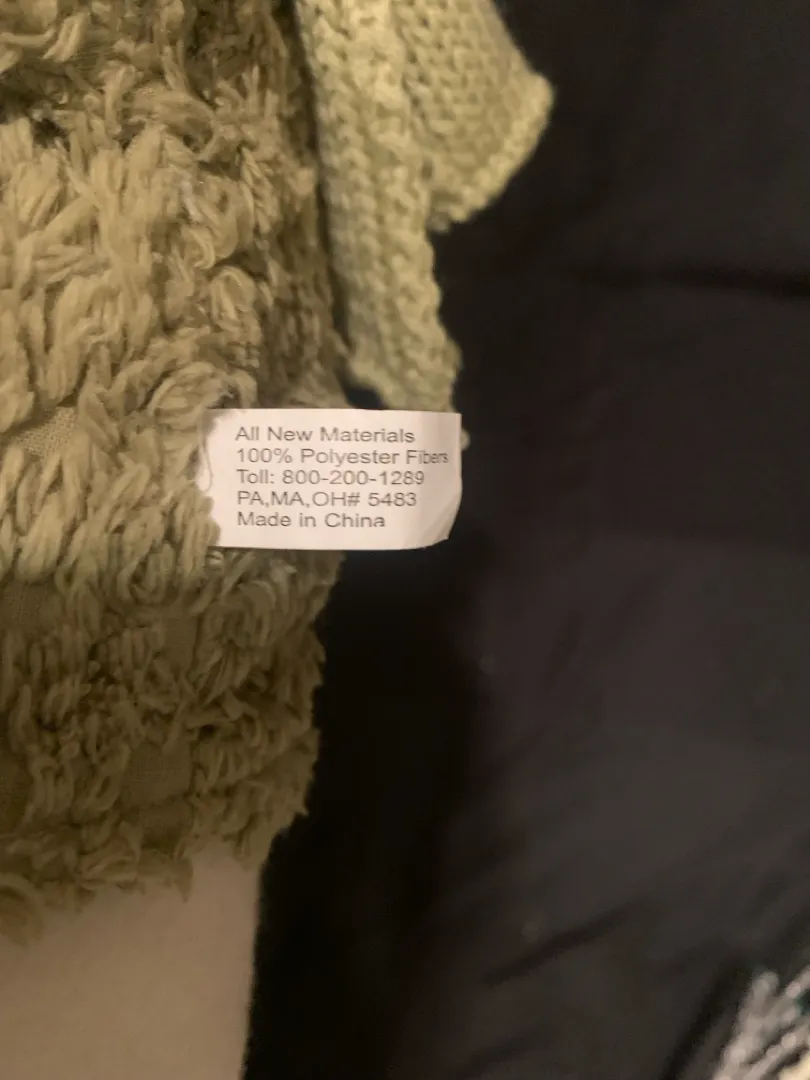 All New Materials
100% Polyester Fibers
Toll: 800-200-1289
PA,MA,OH# 5483
Made in China